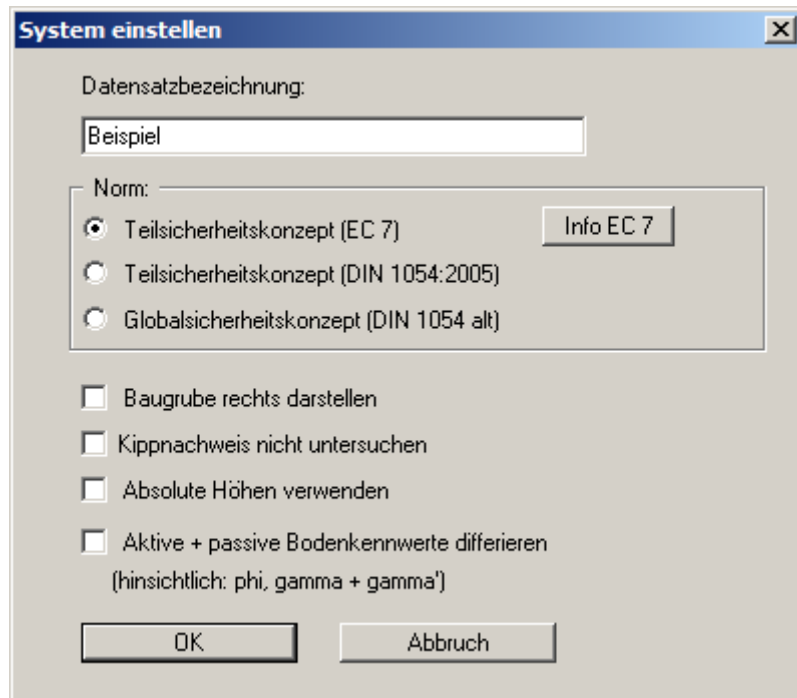 System einstellen
Datensatzbezeichnung:
Beispiel
Norm:
Teilsicherheitskonzept (EC 7)
Info EC 7
Teilsicherheitskonzept (DIN 1054:2005)
Globalsicherheitskonzept (DIN 1054 alt)
Baugrube rechts darstellen
Kippnachweis nicht untersuchen
Absolute Höhen verwenden
Aktive + passive Bodenkennwerte differieren
(hinsichtlich: phi, gamma + gamma')
OK
Abbruch